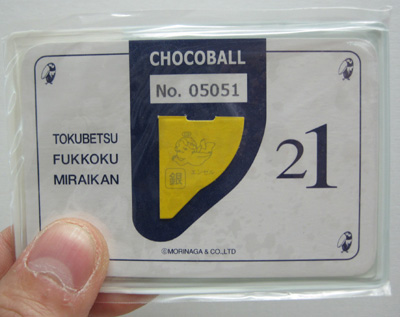 CHOCOBALL
No. 05051
TOKUBETSU
FUKKOKU
MIRAIKAN
銀
21
©MORINAGA & CO.,LTD